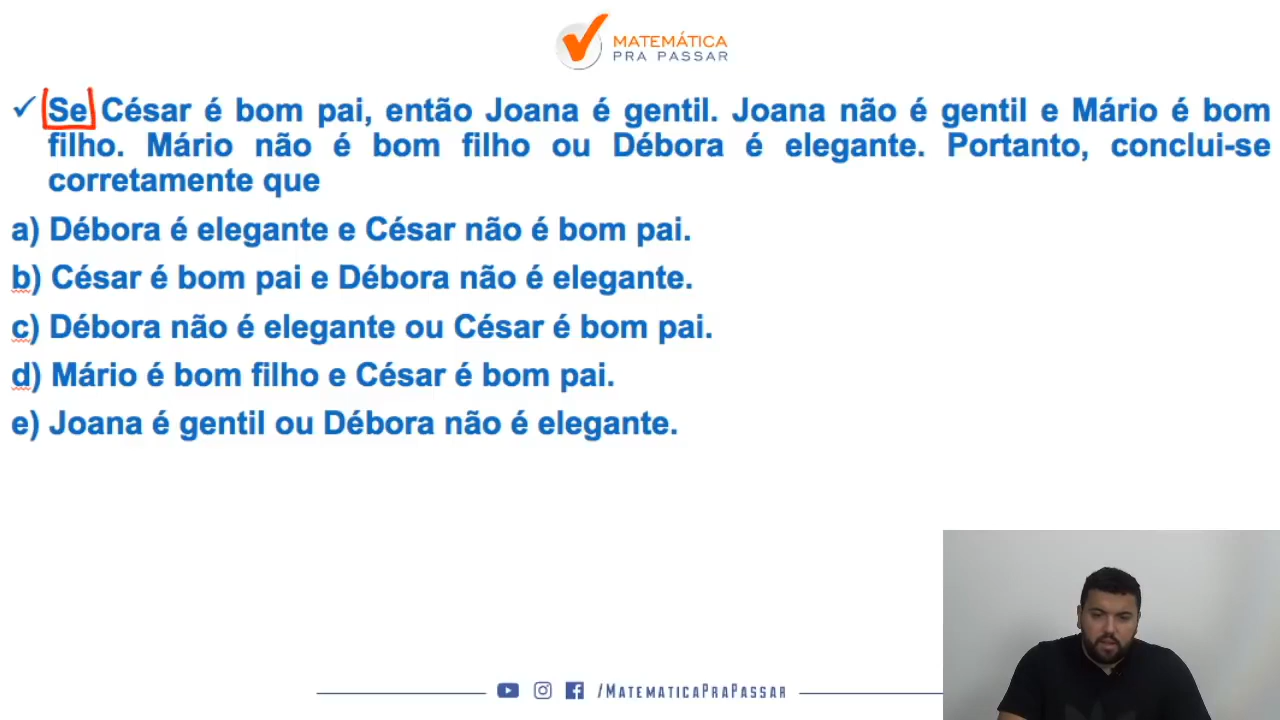 MATEMÁTICA
PRA PASSAR
✓ Se César é bom pai, então Joana é gentil. Joana não é gentil e Mário é bom
filho. Mário não é bom filho ou Débora é elegante. Portanto, conclui-se
corretamente que
a) Débora é elegante e César não é bom pai.
b) César é bom pai e Débora não é elegante.
c) Débora não é elegante ou César é bom pai.
d) Mário é bom filho e César é bom pai.
e) Joana é gentil ou Débora não é elegante.
/MATEMATICAPRAPASSAR